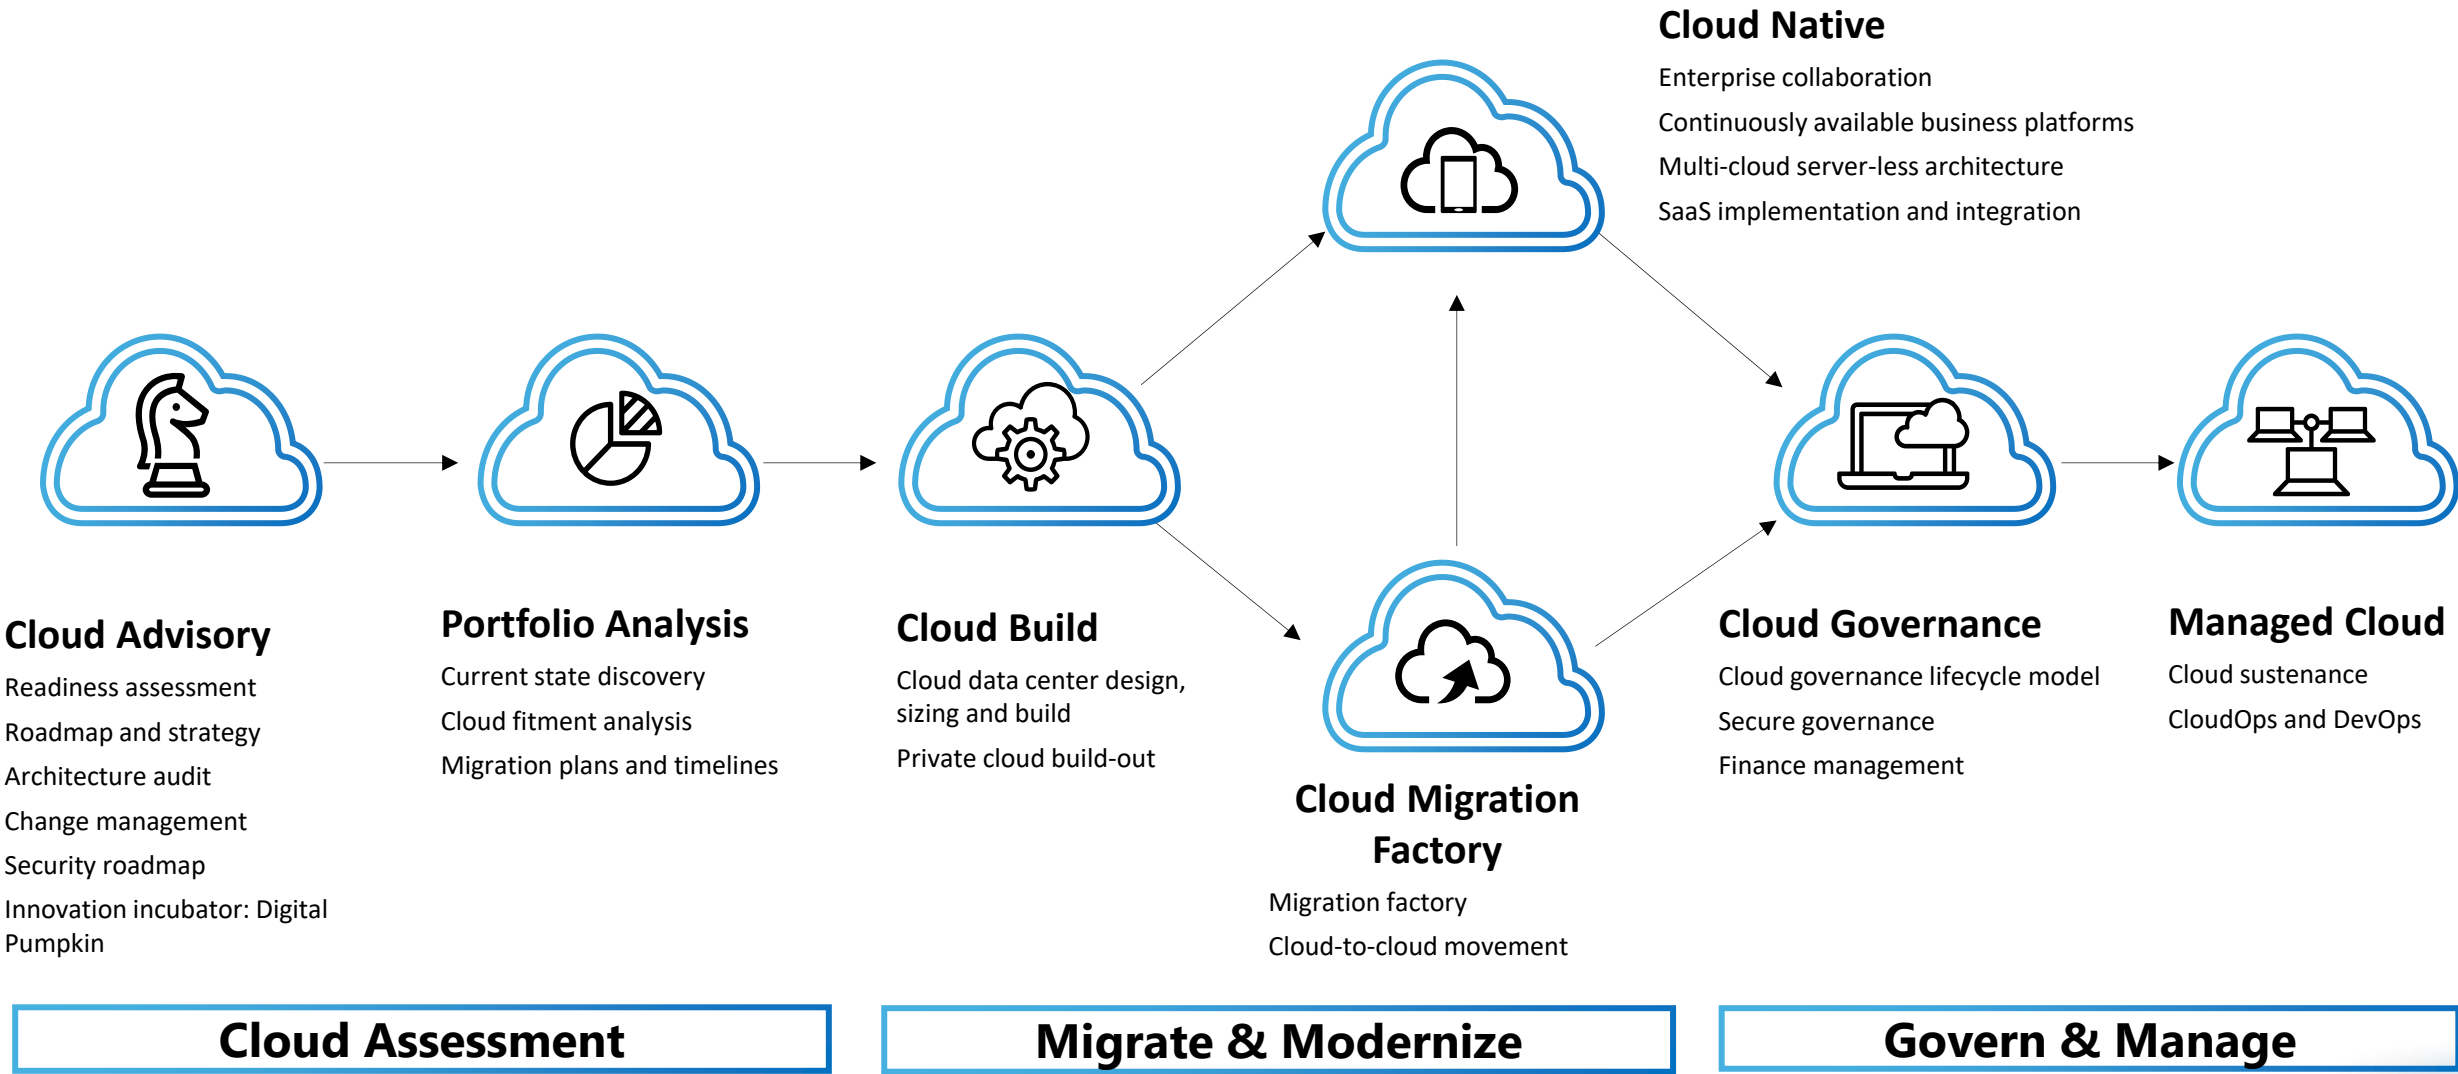 Cloud Native
Enterprise collaboration
Continuously available business platforms
Multi-cloud server-less architecture
SaaS implementation and integration
Cloud Advisory
Readiness assessment
Roadmap and strategy
Architecture audit
Change management
Security roadmap
Innovation incubator: Digital
Pumpkin
Portfolio Analysis
Current state discovery
Cloud fitment analysis
Migration plans and timelines
Cloud Build
Cloud data center design,
sizing and build
Private cloud build-out
Cloud Migration
Factory
Migration factory
Cloud-to-cloud movement
Cloud Governance
Cloud governance lifecycle model
Secure governance
Finance management
Managed Cloud
Cloud sustenance
CloudOps and DevOps
Cloud Assessment
Migrate & Modernize
Govern & Manage